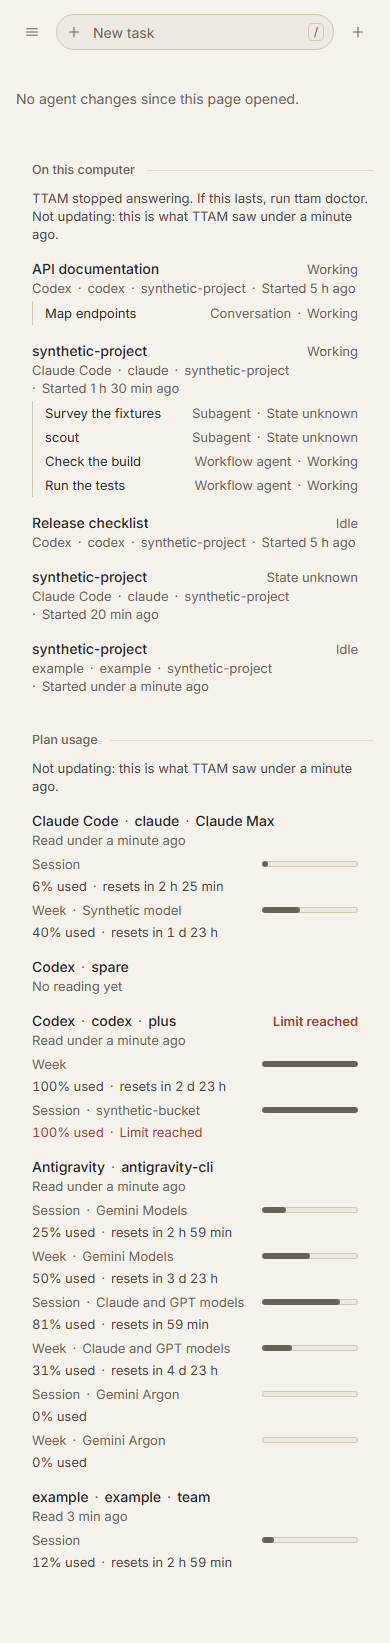 New task /
No agent changes since this page opened.
On this computer
TTAM stopped answering. If this lasts, run ttam doctor.
Not updating: this is what TTAM saw under a minute
ago.
API documentation Working
Codex · codex · synthetic-project · Started 5 h ago
Map endpoints Conversation · Working
synthetic-project Working
Claude Code · claude · synthetic-project
· Started 1 h 30 min ago
Survey the fixtures Subagent · State unknown
scout Subagent · State unknown
Check the build Workflow agent · Working
Run the tests Workflow agent · Working
Release checklist Idle
Codex · codex · synthetic-project · Started 5 h ago
synthetic-project State unknown
Claude Code · claude · synthetic-project
· Started 20 min ago
synthetic-project Idle
example · example · synthetic-project
· Started under a minute ago
Plan usage
Not updating: this is what TTAM saw under a minute
ago.
Claude Code · claude · Claude Max
Read under a minute ago
Session
6% used · resets in 2 h 25 min
Week · Synthetic model
40% used · resets in 1 d 23 h
Codex · spare
No reading yet
Codex · codex · plus Limit reached
Read under a minute ago
Week
100% used · resets in 2 d 23 h
Session · synthetic-bucket
100% used · Limit reached
Antigravity · antigravity-cli
Read under a minute ago
Session · Gemini Models
25% used · resets in 2 h 59 min
Week · Gemini Models
50% used · resets in 3 d 23 h
Session · Claude and GPT models
81% used · resets in 59 min
Week · Claude and GPT models
31% used · resets in 4 d 23 h
Session · Gemini Argon
0% used
Week · Gemini Argon
0% used
example · example · team
Read 3 min ago
Session
12% used · resets in 2 h 59 min